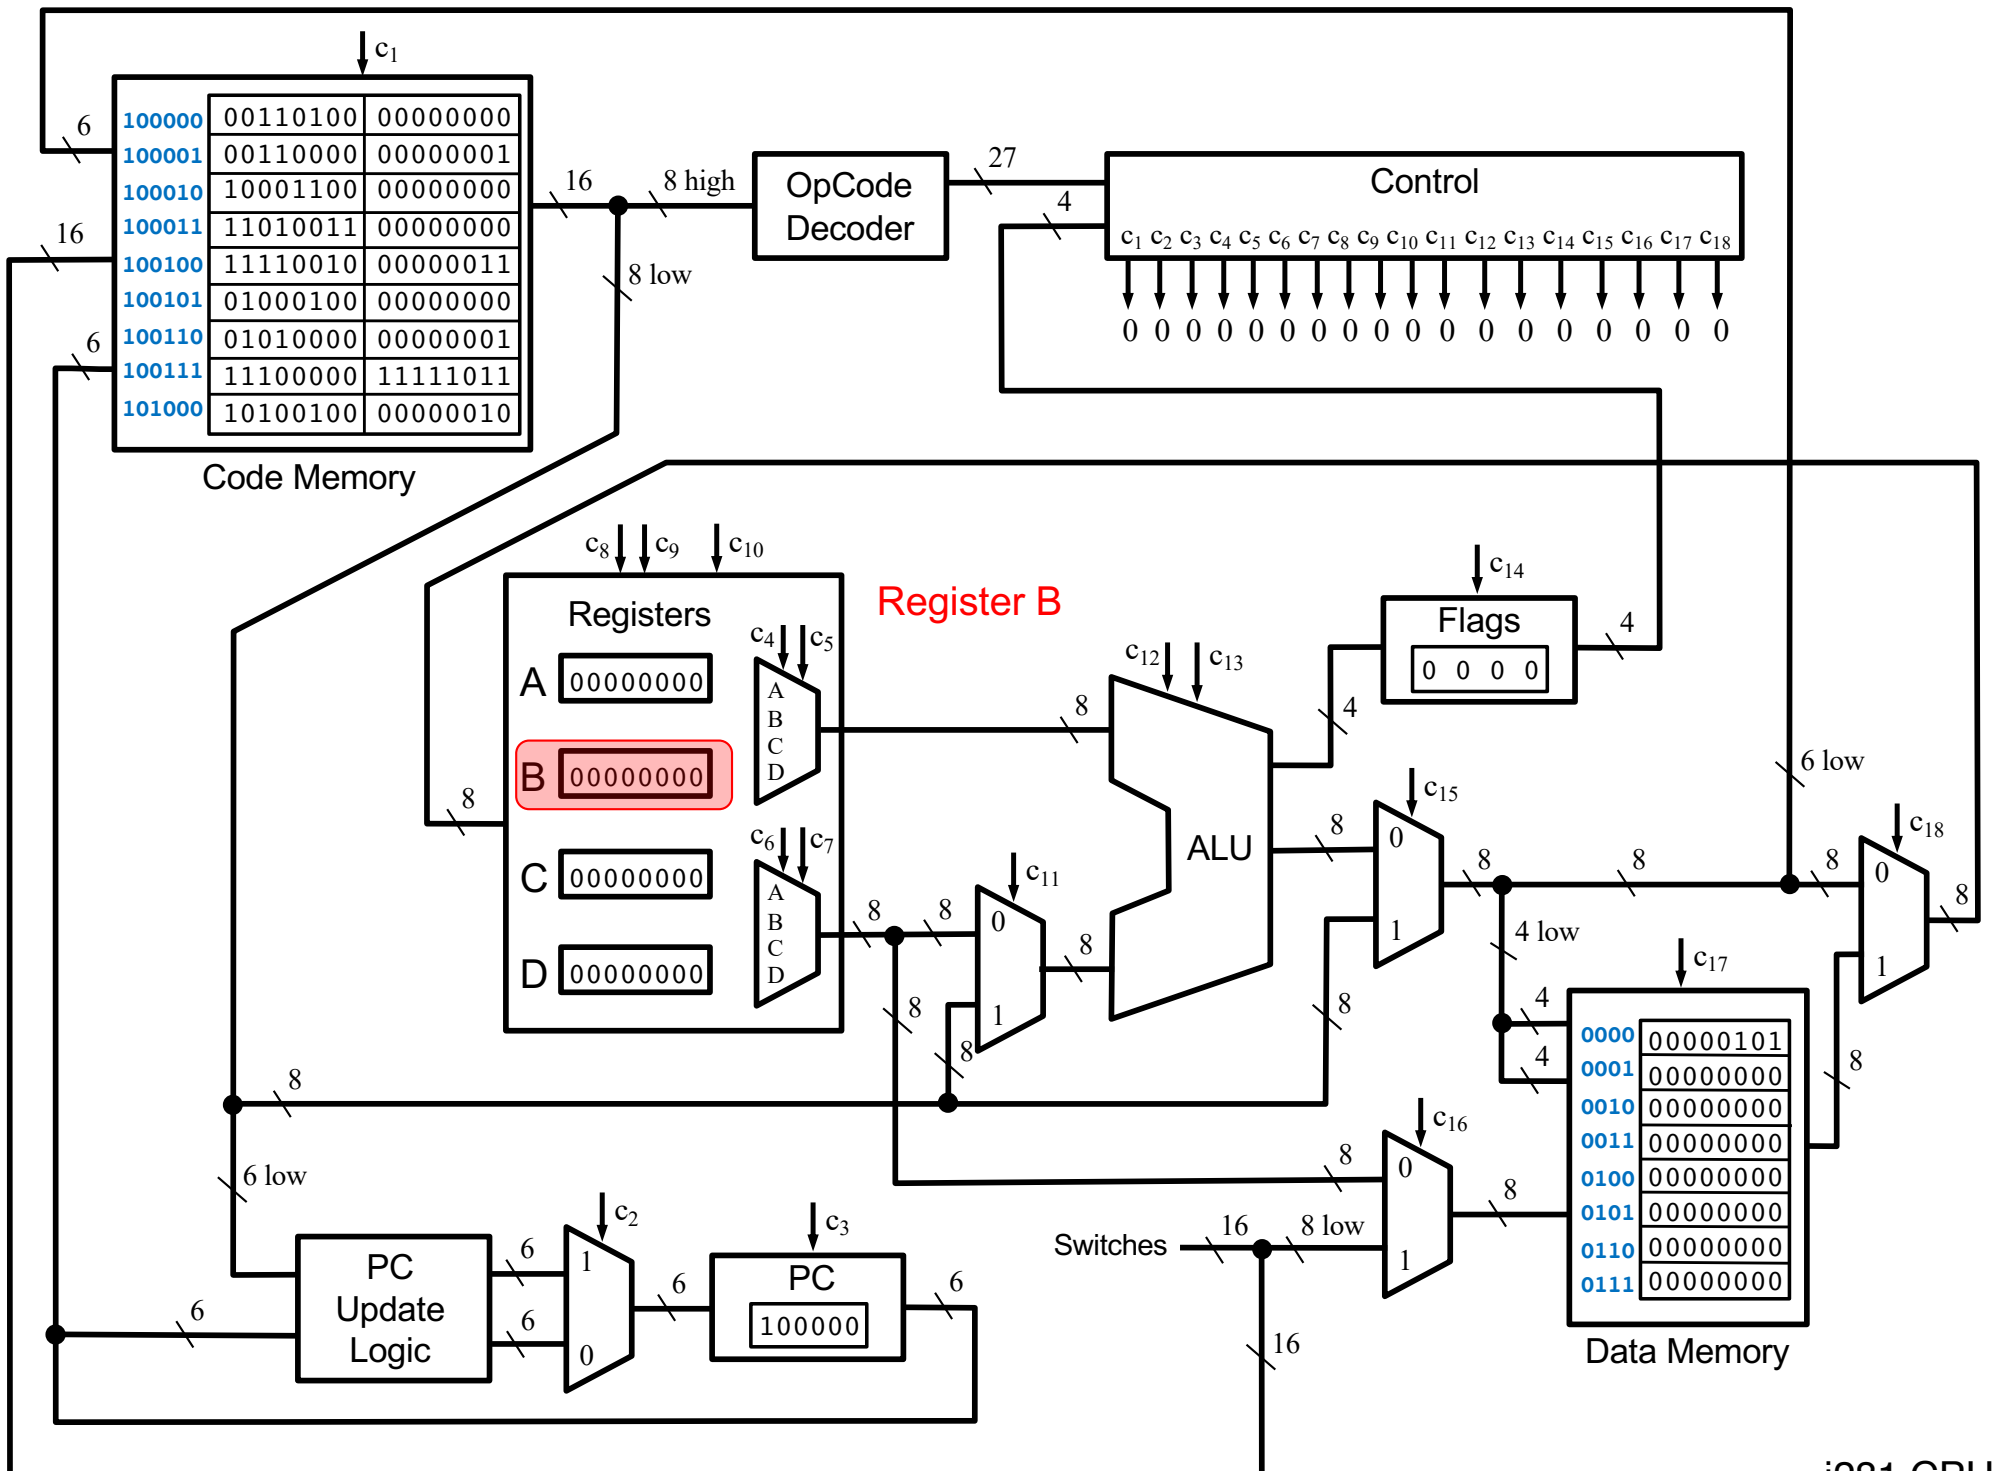 c1
100000 00110100 00000000
100001 00110000 00000001
100010 10001100 00000000
100011 11010011 00000000
100100 11110010 00000011
100101 01000100 00000000
100110 01010000 00000001
100111 11100000 11111011
101000 10100100 00000010
Code Memory
6
16
6
16
8 high
8 low
OpCode
Decoder
27
4
Control
c1 c2 c3 c4 c5 c6 c7 c8 c9 c10 c11 c12 c13 c14 c15 c16 c17 c18
0 0 0 0 0 0 0 0 0 0 0 0 0 0 0 0 0 0
c8 c9 c10
Registers
A 00000000
B 00000000
C 00000000
D 00000000
c4 c5
A
B
C
D
c6 c7
A
B
C
D
8
Register B
8
8
8
8
c11
0
1
8
8
c12 c13
ALU
4
c14
Flags
0 0 0 0
4
8
c15
0
1
8
8
8
4 low
8
6 low
8
c18
0
1
8
c17
4
4
0000 00000101
0001 00000000
0010 00000000
0011 00000000
0100 00000000
0101 00000000
0110 00000000
0111 00000000
Data Memory
8
8
c16
0
1
8
8
Switches
16
8 low
16
6 low
PC
Update
Logic
6
6
6
c2
1
0
6
c3
PC
100000
6